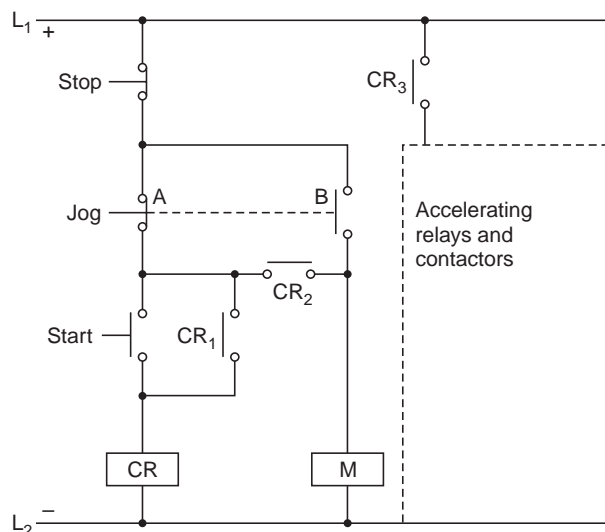 L₁ +
Stop
CR₃
A
B
Jog
Accelerating
relays and
contactors
CR₂
Start
CR₁
CR
M
L₂ −